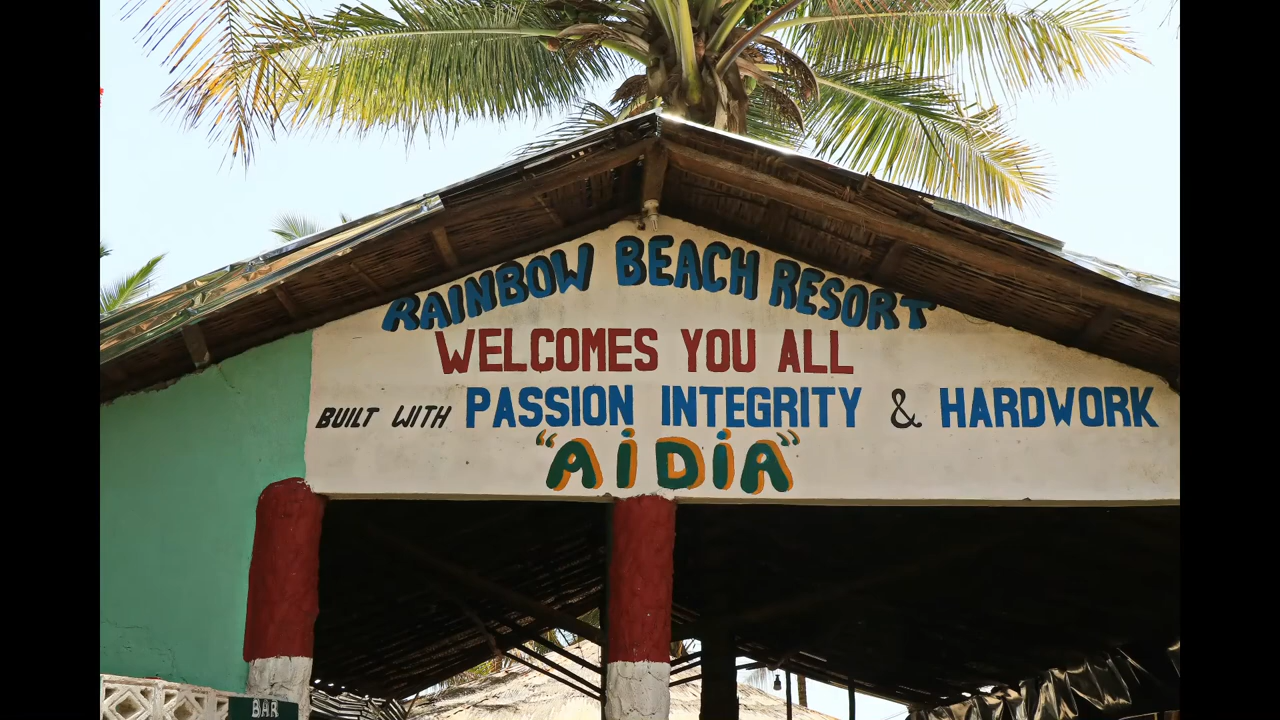 RAINBOW BEACH RESORT
WELCOMES YOU ALL
BUILT WITH PASSION INTEGRITY & HARDWORK
"AiDiA"
BAR